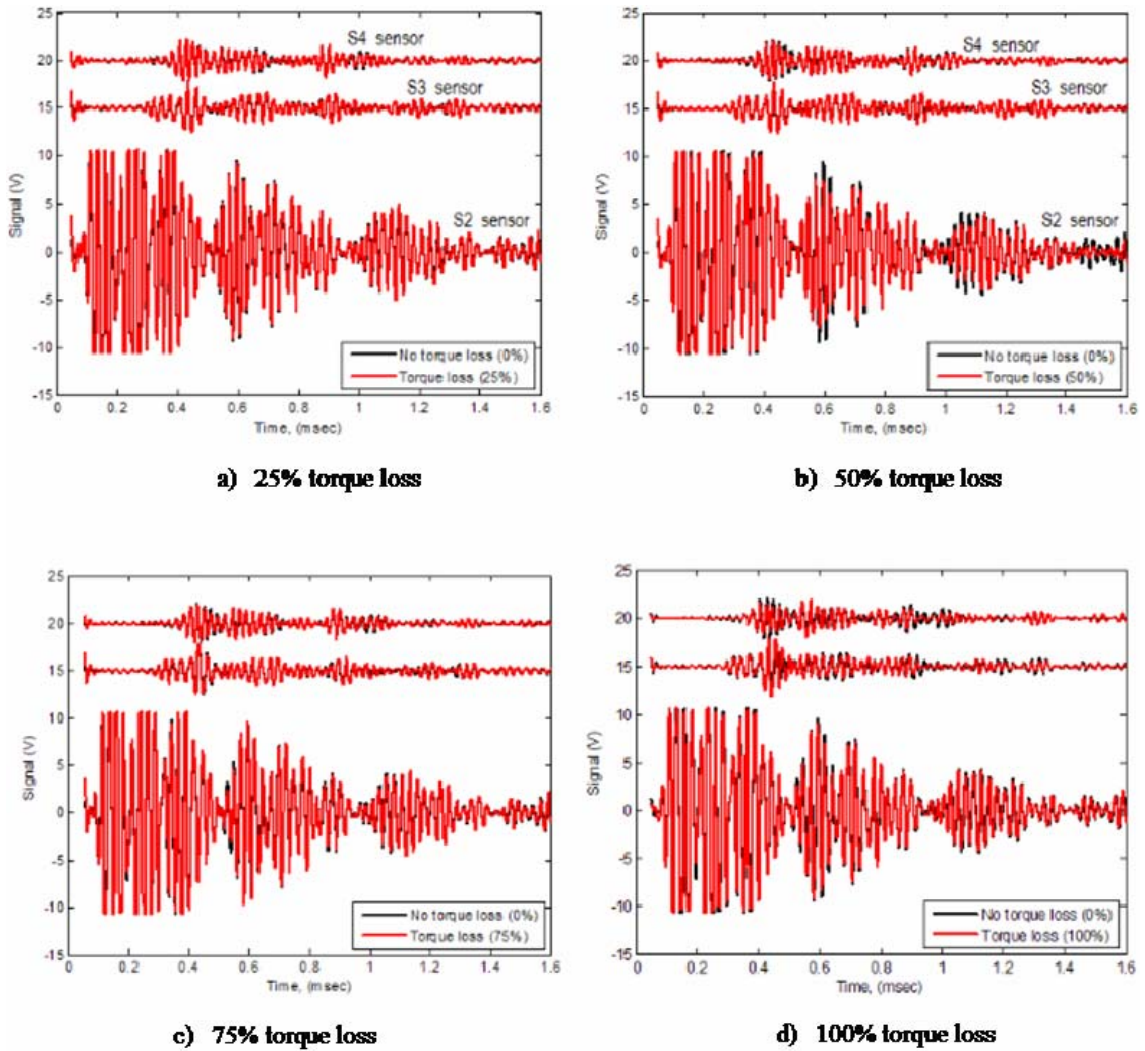 25
20
15
10
5
0
-5
-10
-15
Signal (V)
S4 sensor
S3 sensor
S2 sensor
No torque loss (0%)
Torque loss (25%)
0 0.2 0.4 0.6 0.8 1 1.2 1.4 1.6
Time, (msec)
a) 25% torque loss
25
20
15
10
5
0
-5
-10
-15
Signal (V)
S4 sensor
S3 sensor
S2 sensor
No torque loss (0%)
Torque loss (50%)
0 0.2 0.4 0.6 0.8 1 1.2 1.4 1.6
Time, (msec)
b) 50% torque loss
25
20
15
10
5
0
-5
-10
-15
Signal (V)
No torque loss (0%)
Torque loss (75%)
0 0.2 0.4 0.6 0.8 1 1.2 1.4 1.6
Time, (msec)
c) 75% torque loss
25
20
15
10
5
0
-5
-10
-15
Signal (V)
No torque loss (0%)
Torque loss (100%)
0 0.2 0.4 0.6 0.8 1 1.2 1.4 1.6
Time, (msec)
d) 100% torque loss